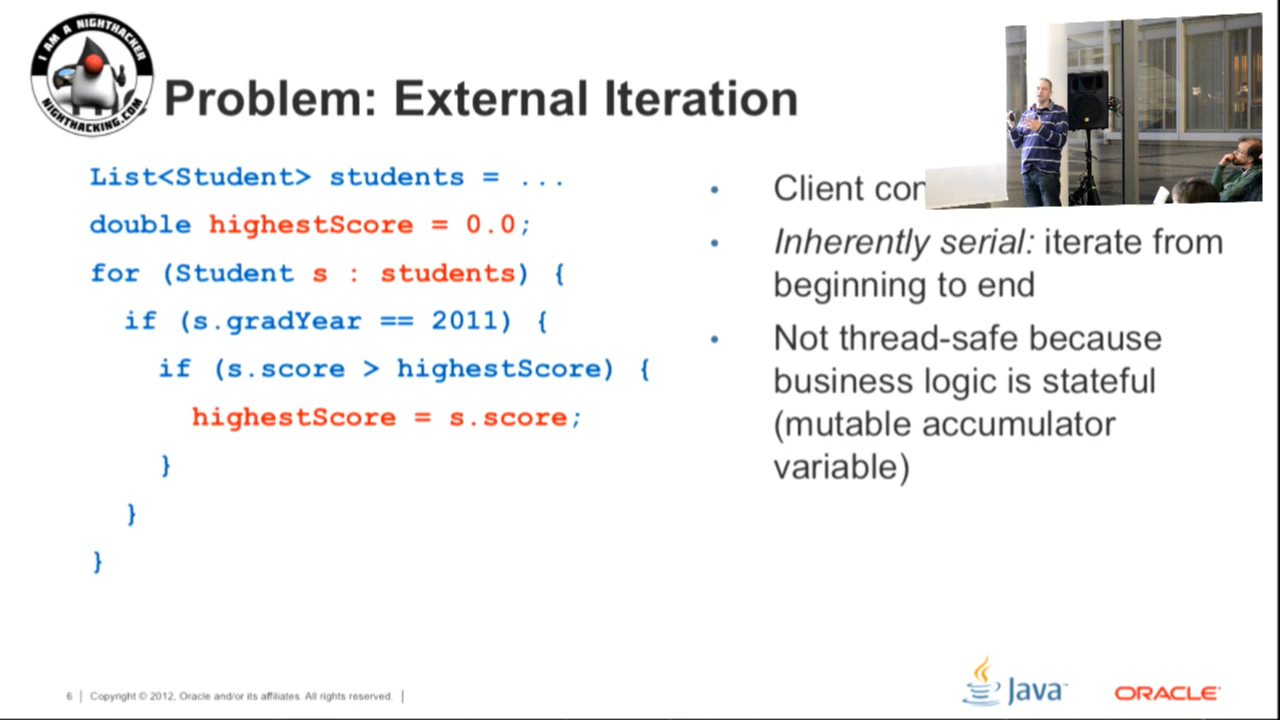 I AM A NIGHTHACKER
NIGHTHACKING.COM
Problem: External Iteration
List<Student> students = ...
double highestScore = 0.0;
for (Student s : students) {
if (s.gradYear == 2011) {
if (s.score > highestScore) {
highestScore = s.score;
}
}
}
• Client
• Inherently serial: iterate from
beginning to end
• Not thread-safe because
business logic is stateful
(mutable accumulator
variable)
6 | Copyright © 2012, Oracle and/or its affiliates. All rights reserved. |
Java™
ORACLE®